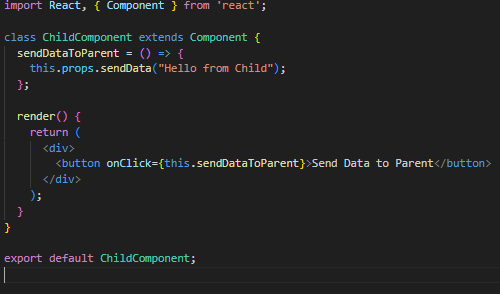 import React, { Component } from 'react';

class ChildComponent extends Component {
  sendDataToParent = () => {
    this.props.sendData("Hello from Child");
  };

  render() {
    return (
      <div>
        <button onClick={this.sendDataToParent}>Send Data to Parent</button>
      </div>
    );
  }
}

export default ChildComponent;